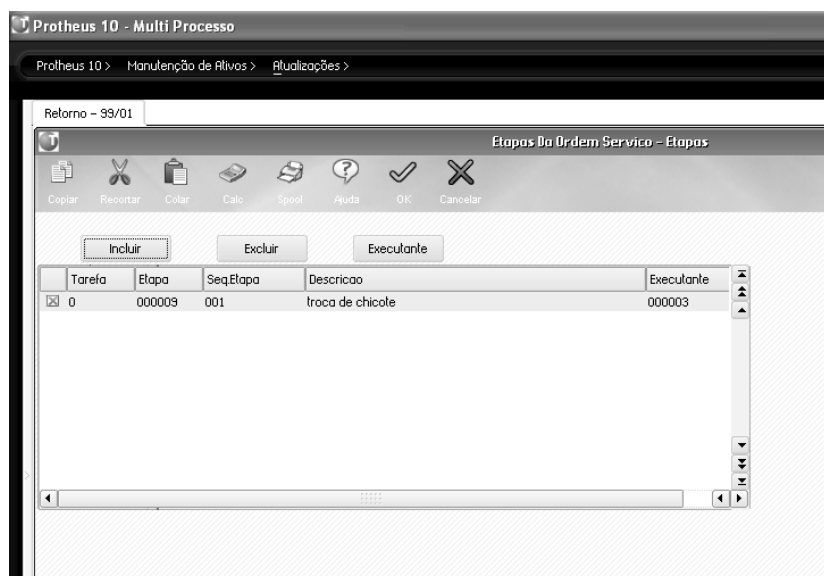 Protheus 10 - Multi Processo
Protheus 10 > Manutenção de Ativos > Atualizações >
Retorno - 99/01
Etapas Da Ordem Servico - Etapas
Copiar Recortar Colar Calc Spool Ajuda OK Cancelar
Incluir Excluir Executante
Tarefa Etapa Seq.Etapa Descricao Executante
0 000009 001 troca de chicote 000003